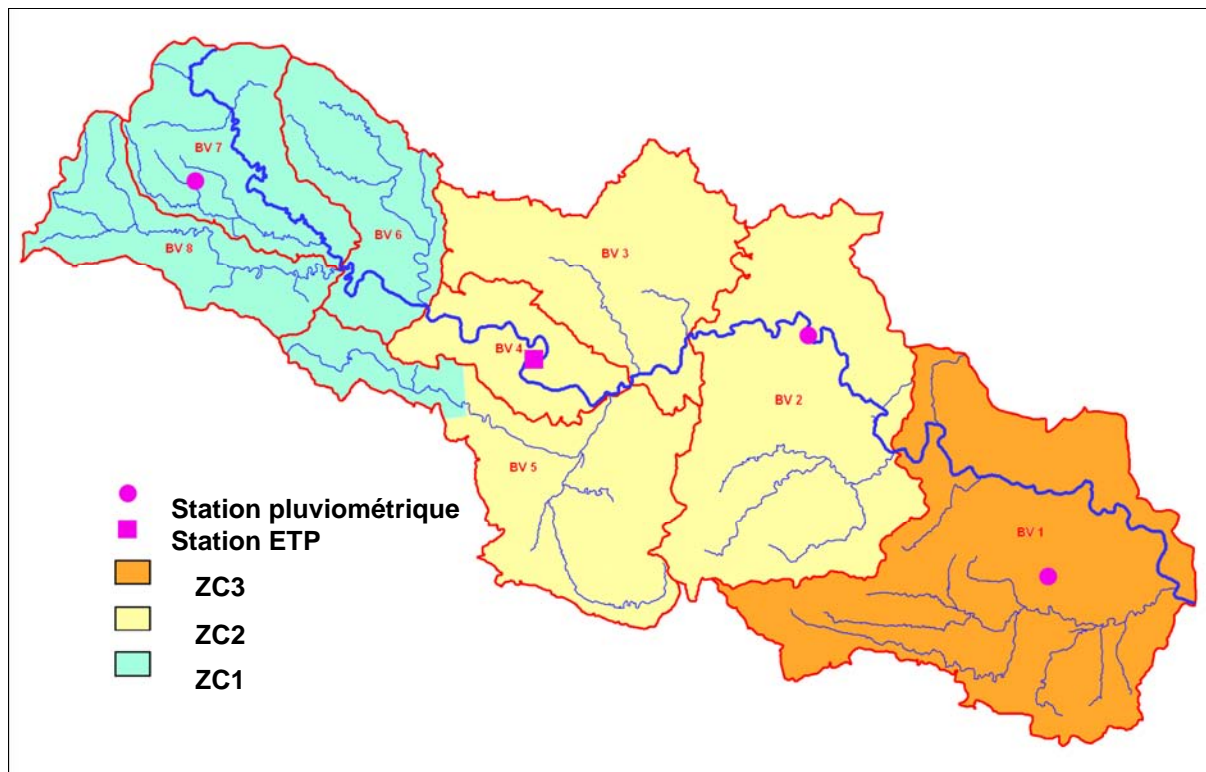 BV 7
BV 8
BV 6
BV 3
BV 4
BV 2
BV 5
BV 1
Station pluviométrique
Station ETP
ZC3
ZC2
ZC1